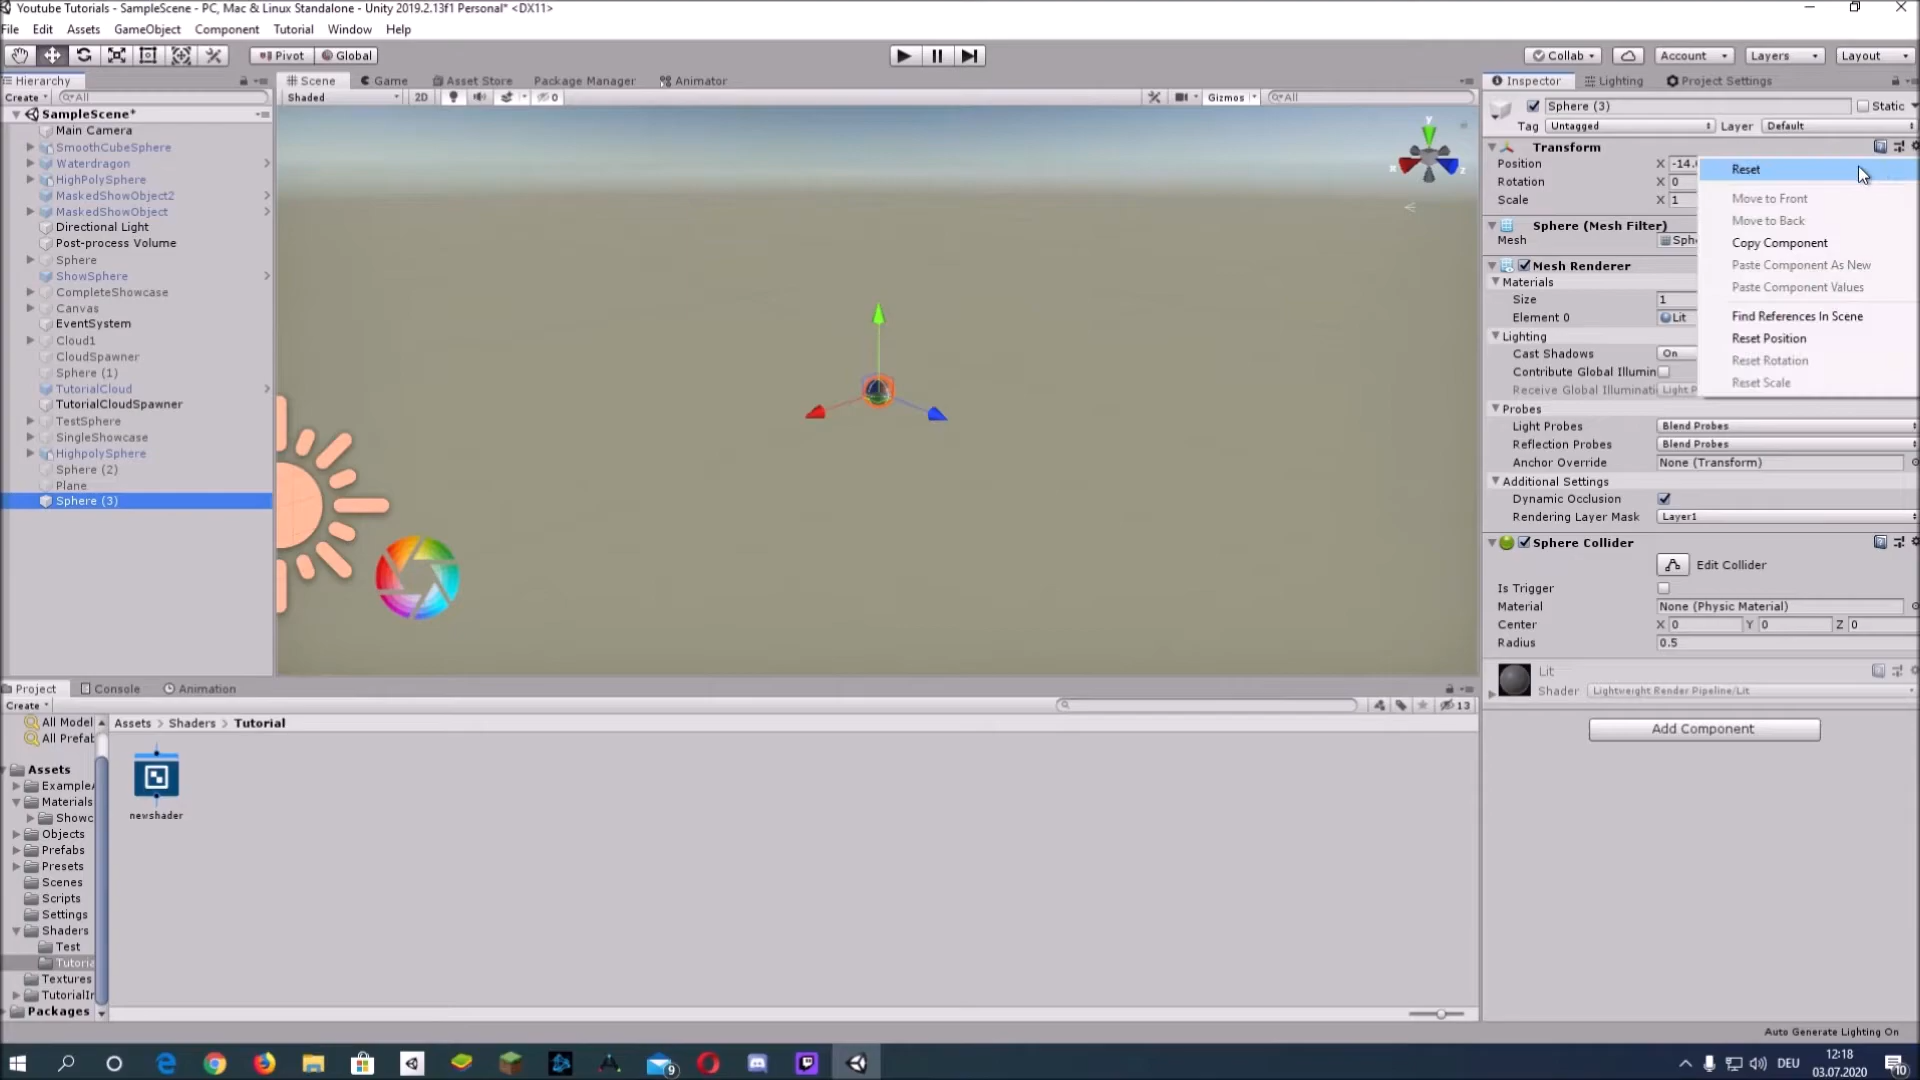 Youtube Tutorials - SampleScene - PC, Mac & Linux Standalone - Unity 2019.2.13f1 Personal* <DX11>
File Edit Assets GameObject Component Tutorial Window Help
Pivot Global Collab Account Layers Layout
Hierarchy Scene Game Asset Store Package Manager Animator Inspector Lighting Project Settings
Create All Shaded 2D 0 Gizmos All
SampleScene*
Main Camera
SmoothCubeSphere
Waterdragon
HighPolySphere
MaskedShowObject2
MaskedShowObject
Directional Light
Post-process Volume
Sphere
ShowSphere
CompleteShowcase
Canvas
EventSystem
Cloud1
CloudSpawner
Sphere (1)
TutorialCloud
TutorialCloudSpawner
TestSphere
SingleShowcase
HighpolySphere
Sphere (2)
Plane
Sphere (3)
y
x
z
Sphere (3) Static
Tag Untagged Layer Default
Transform
Position X -14.
Rotation X 0
Scale X 1
Reset
Move to Front
Move to Back
Copy Component
Paste Component As New
Paste Component Values
Find References In Scene
Reset Position
Reset Rotation
Reset Scale
Sphere (Mesh Filter)
Mesh Sph
Mesh Renderer
Materials
Size 1
Element 0 Lit
Lighting
Cast Shadows On
Contribute Global Illumin
Receive Global Illuminati Light P
Probes
Light Probes Blend Probes
Reflection Probes Blend Probes
Anchor Override None (Transform)
Additional Settings
Dynamic Occlusion
Rendering Layer Mask Layer1
Sphere Collider
Edit Collider
Is Trigger
Material None (Physic Material)
Center X 0 Y 0 Z 0
Radius 0.5
Lit
Shader Lightweight Render Pipeline/Lit
Add Component
Project Console Animation
Create 13
All Model
All Prefab
Assets
ExampleA
Materials
Showc
Objects
Prefabs
Presets
Scenes
Scripts
Settings
Shaders
Test
Tutoria
Textures
TutorialIn
Packages
Assets > Shaders > Tutorial
newshader
Auto Generate Lighting On
9
DEU
12:18
03.07.2020
10